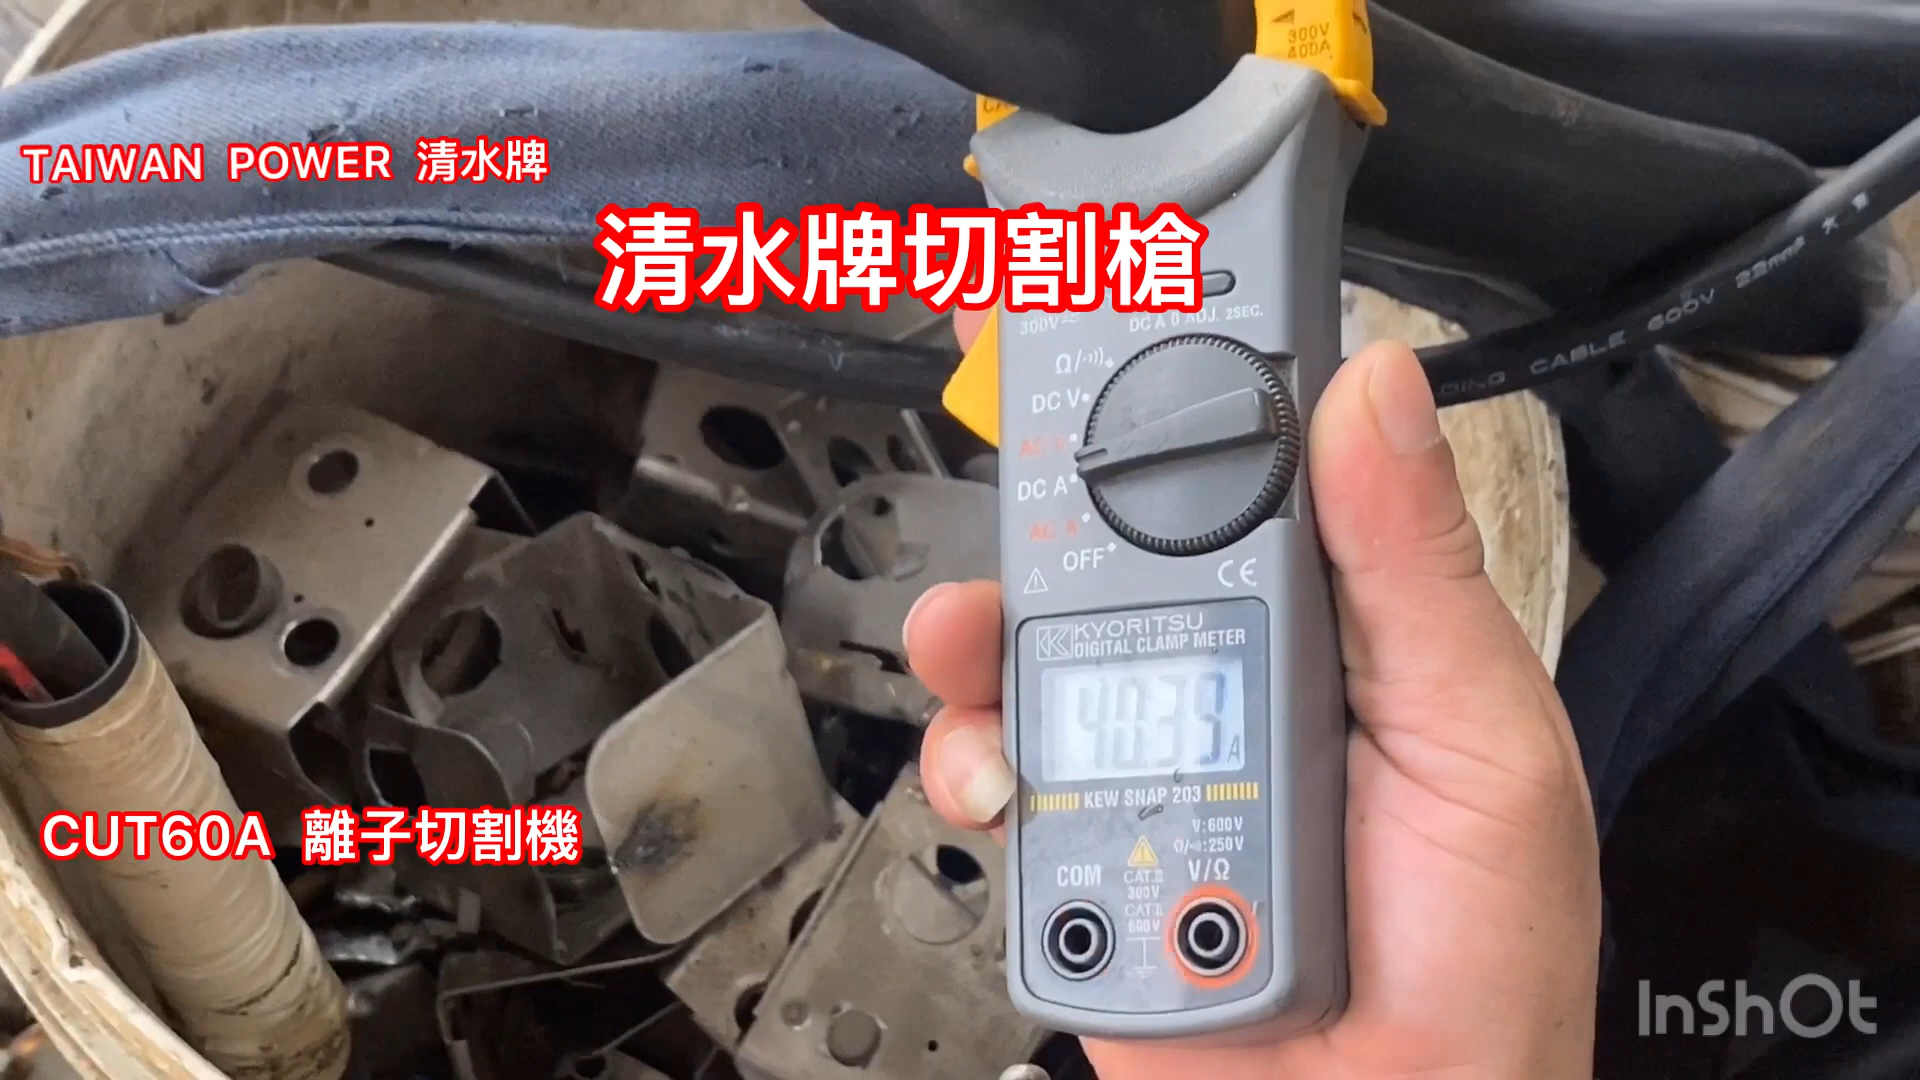 300V
400A
TAIWAN POWER 清水牌
清水牌切割槍
CABLE 600V 22mm²
300V
DC A 0 ADJ. 2SEC.
Ω/
DC V
AC V
DC A
AC A
OFF
CE
KYORITSU
DIGITAL CLAMP METER
40.39 A
KEW SNAP 203
CUT60A 離子切割機
V:600V
Ω/:250V
COM
V/Ω
CAT.III
300V
CAT.II
600V
InShOt